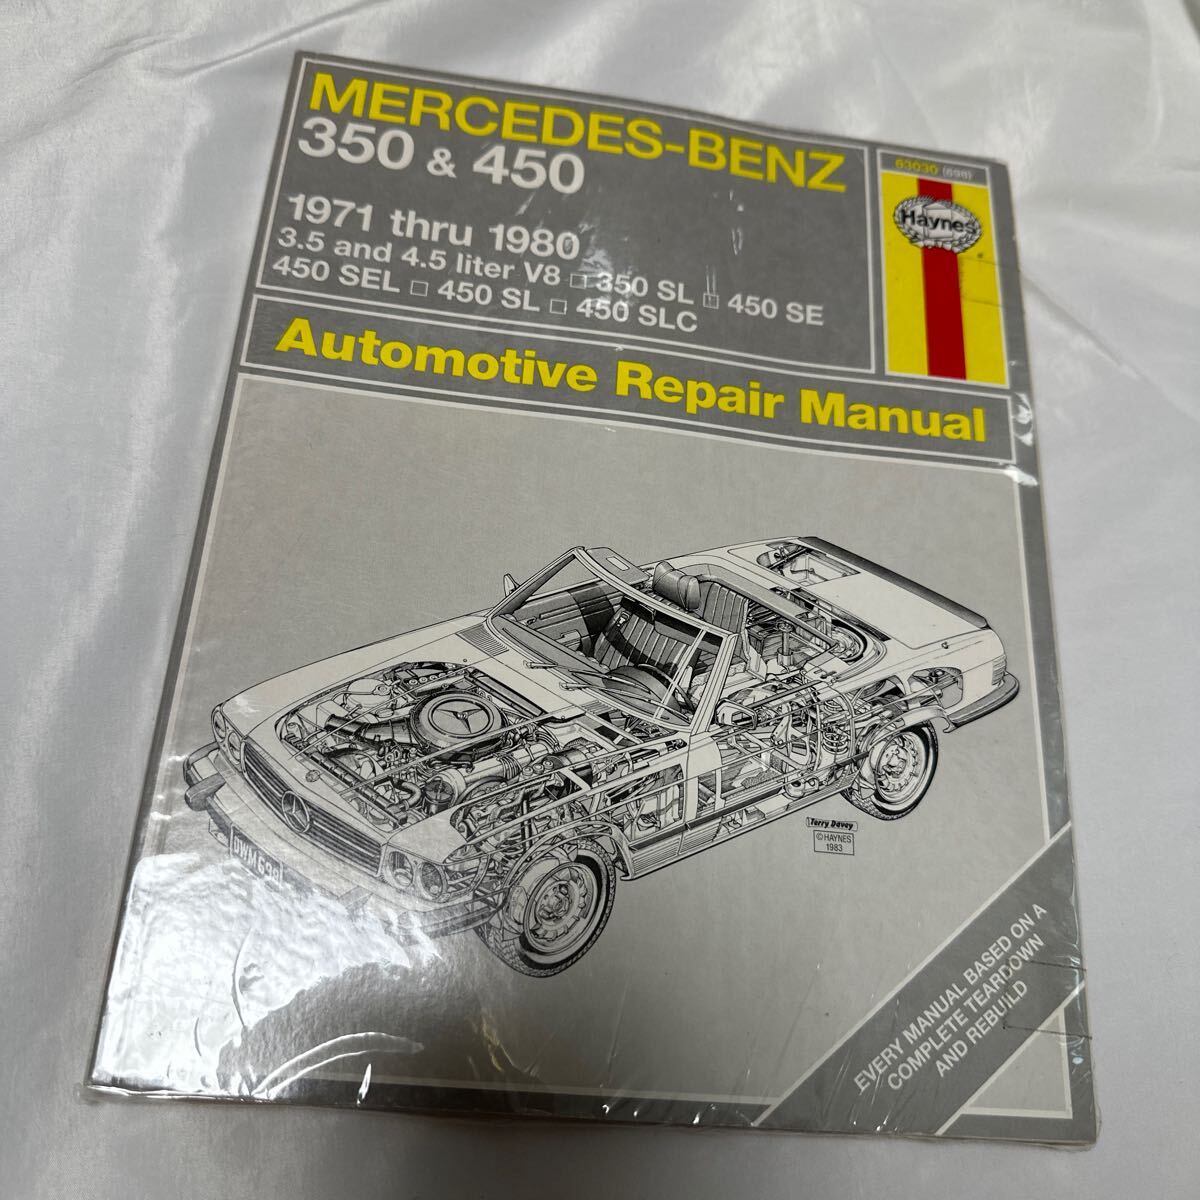 MERCEDES-BENZ
350 & 450
1971 thru 1980
3.5 and 4.5 liter V8 □ 350 SL □ 450 SE
450 SEL □ 450 SL □ 450 SLC
63030 (698)
Haynes
Automotive Repair Manual
DWM 698
Terry Davey
© HAYNES
1983
EVERY MANUAL BASED ON A
COMPLETE TEARDOWN
AND REBUILD